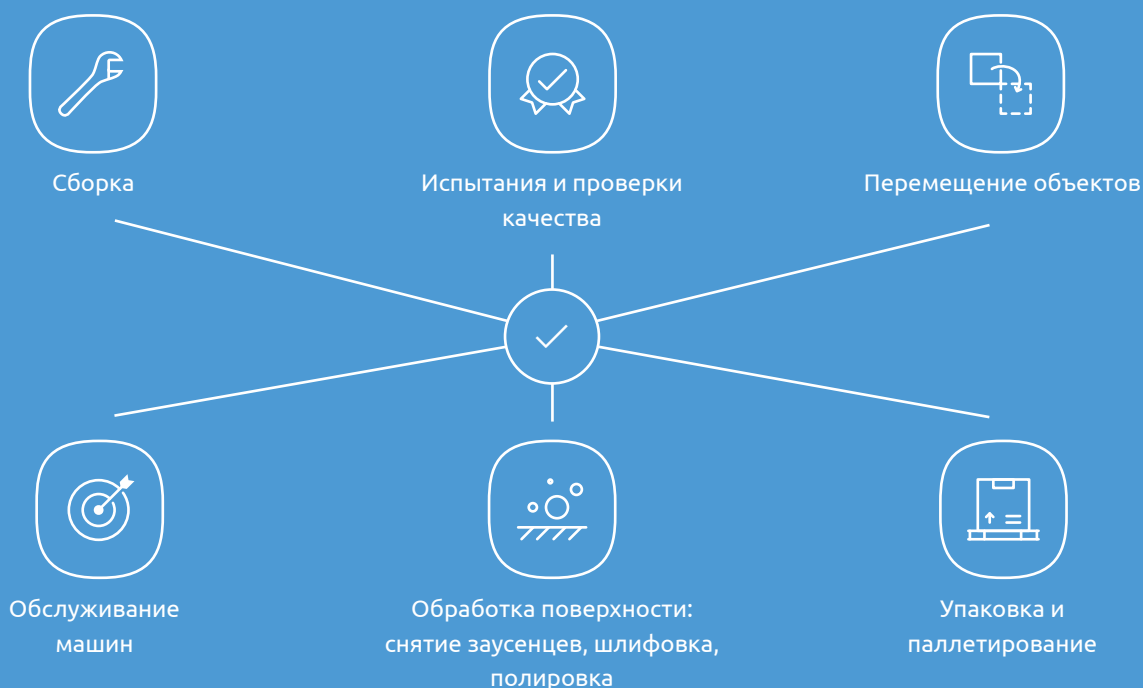 Сборка
Испытания и проверки
качества
Перемещение объектов
Обслуживание
машин
Обработка поверхности:
снятие заусенцев, шлифовка,
полировка
Упаковка и
паллетирование